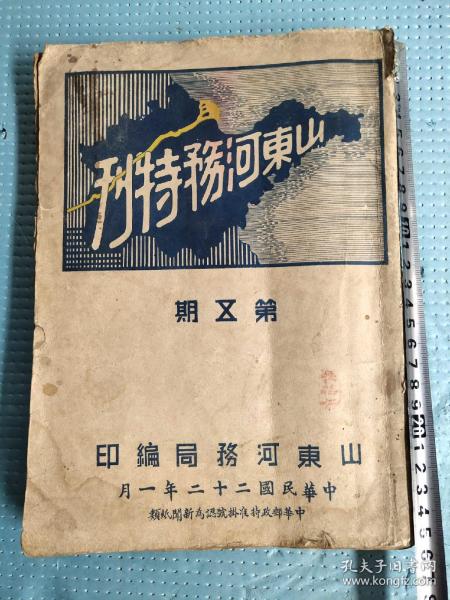 山東河務特刊
第五期
山東河務局編印
中華民國二十二年一月
中華郵政特准掛號認為新聞紙類
孔夫子旧书网
www.kongfz.com